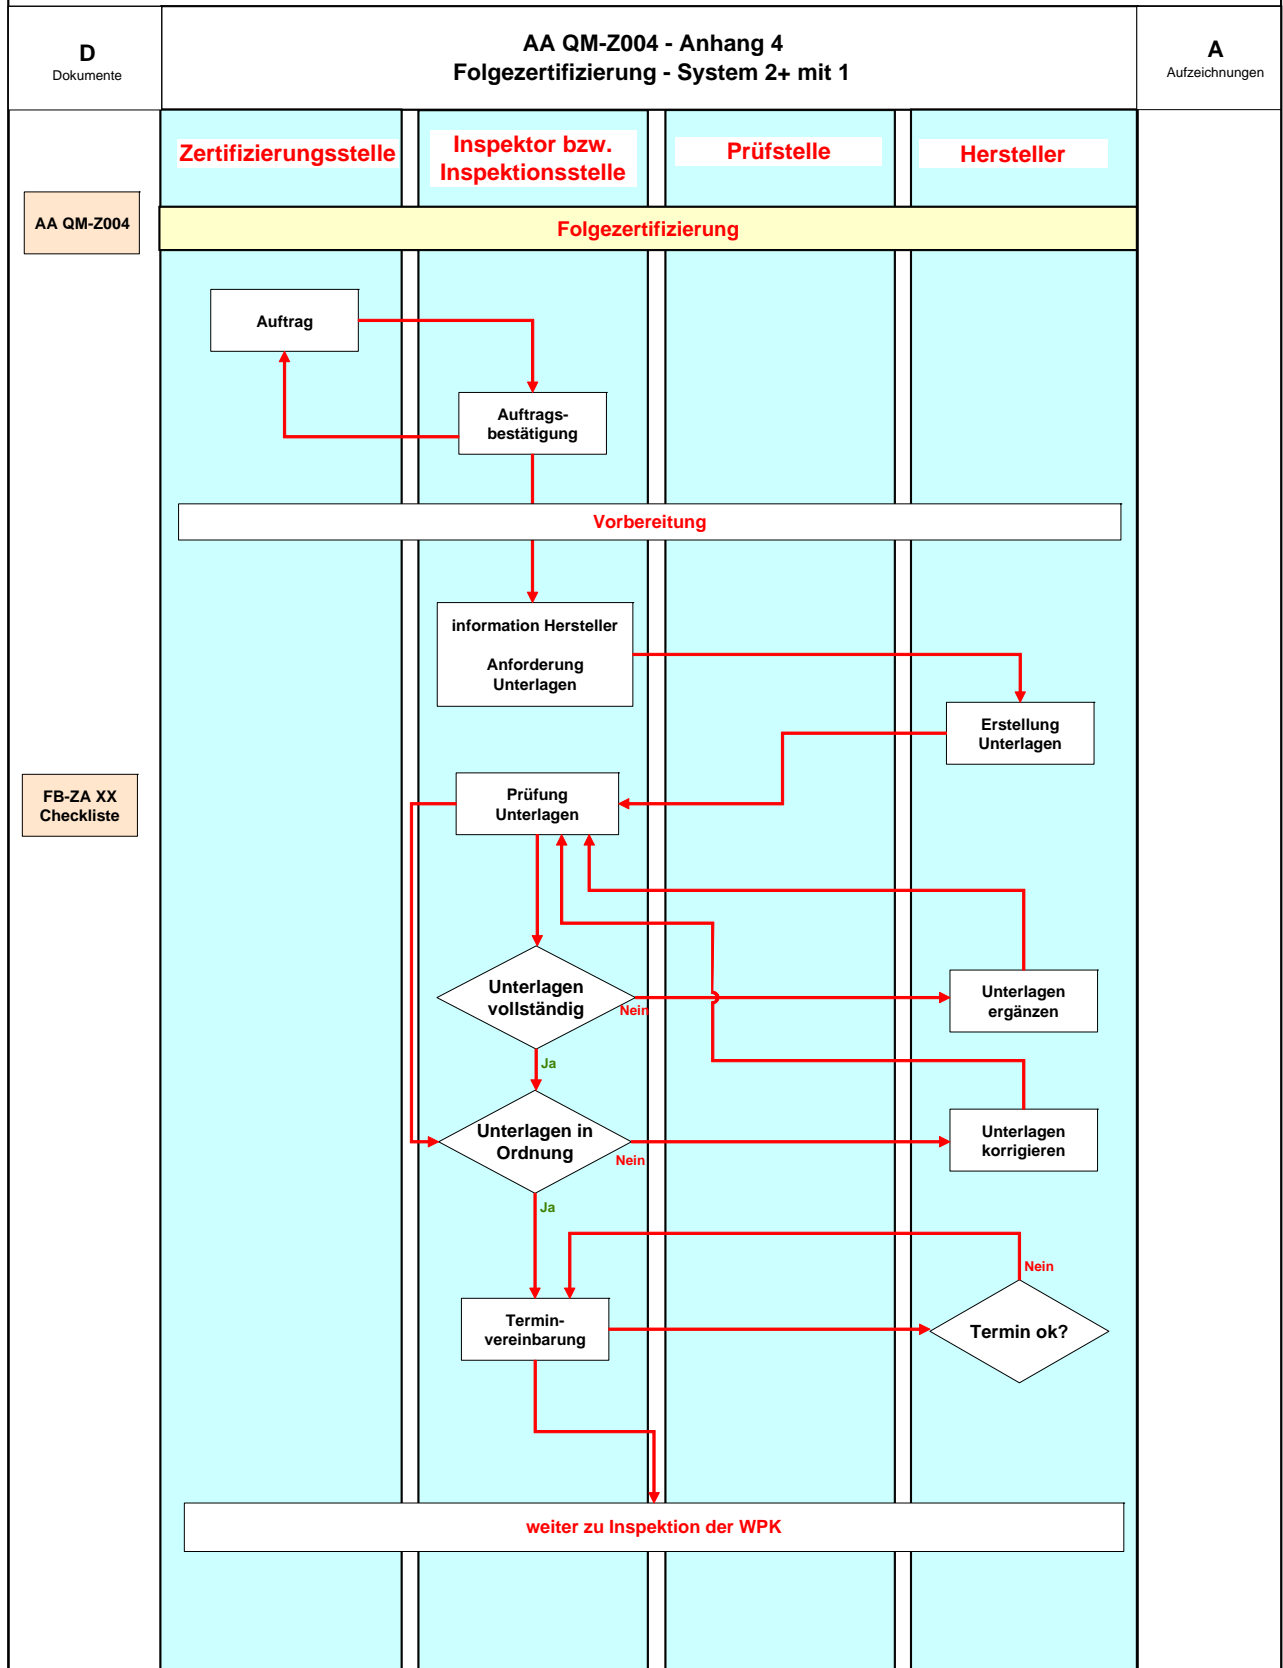 D
Dokumente
AA QM-Z004 - Anhang 4
Folgezertifizierung - System 2+ mit 1
A
Aufzeichnungen
Zertifizierungsstelle
Inspektor bzw.
Inspektionsstelle
Prüfstelle
Hersteller
AA QM-Z004
Folgezertifizierung
Auftrag
Auftrags-
bestätigung
Vorbereitung
information Hersteller
Anforderung
Unterlagen
Erstellung
Unterlagen
FB-ZA XX
Checkliste
Prüfung
Unterlagen
Unterlagen
vollständig
Nein
Unterlagen
ergänzen
Ja
Unterlagen in
Ordnung
Nein
Unterlagen
korrigieren
Ja
Nein
Termin-
vereinbarung
Termin ok?
weiter zu Inspektion der WPK